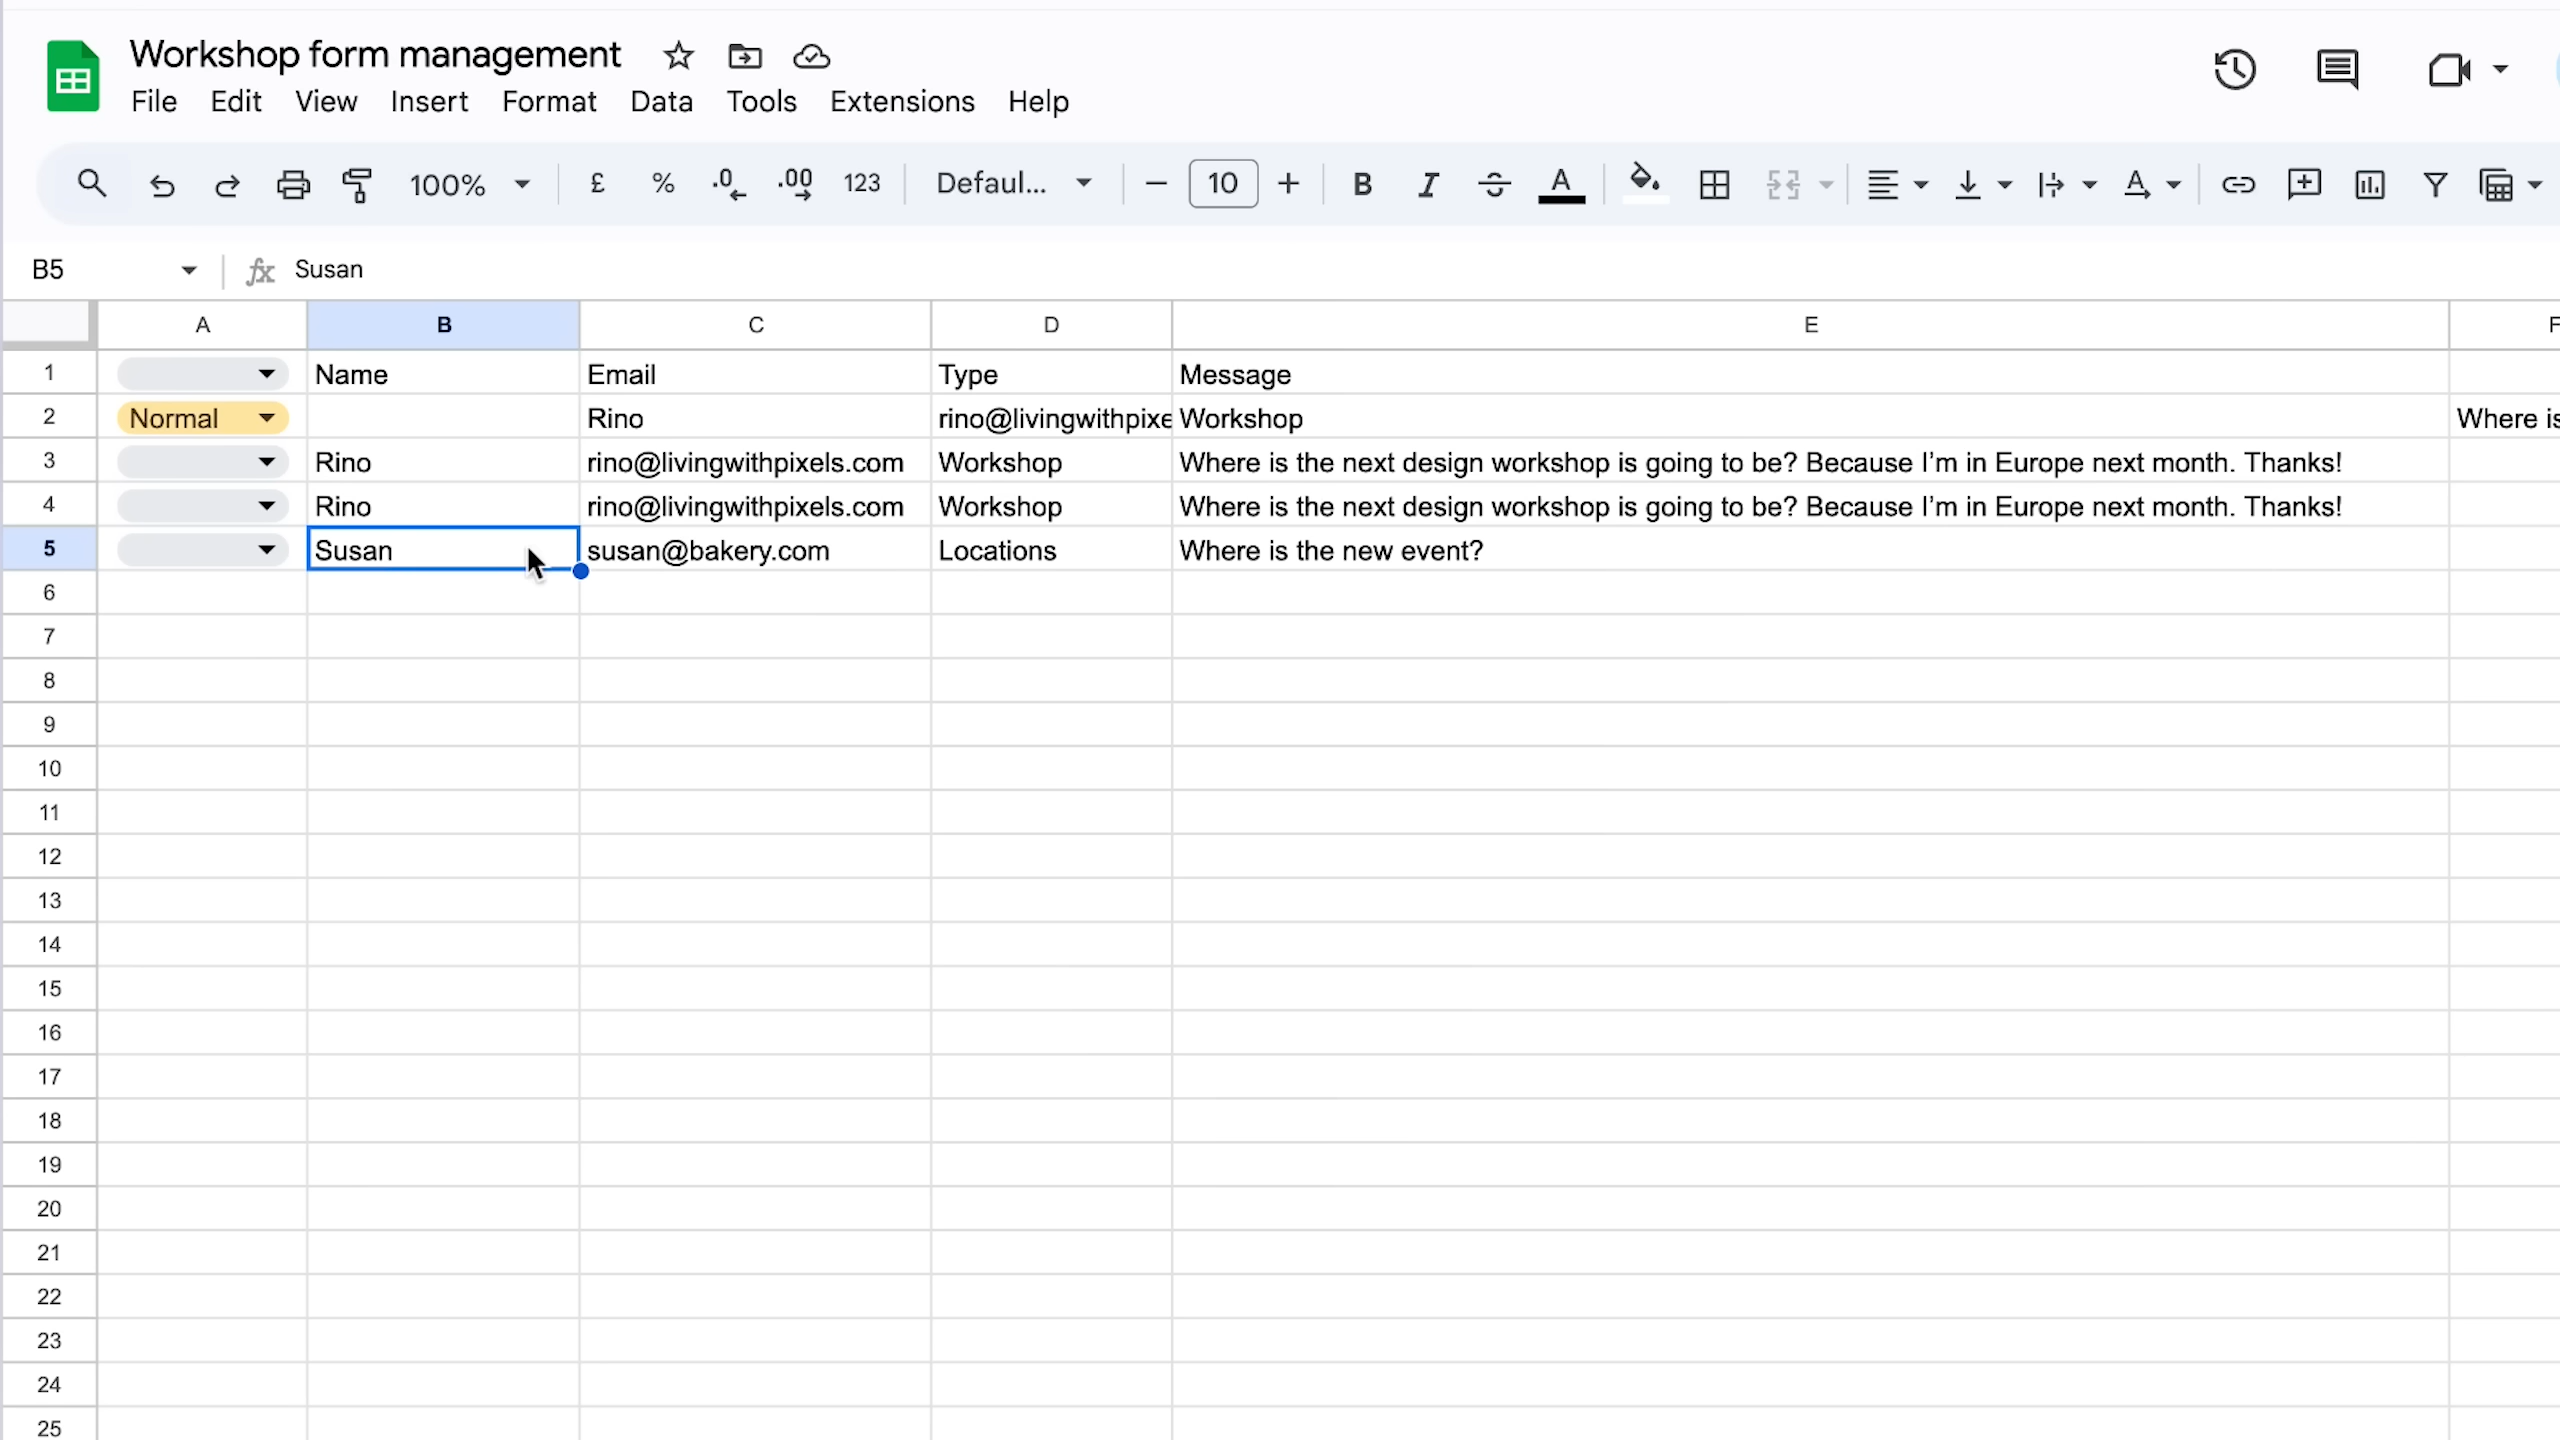 Workshop form management
File Edit View Insert Format Data Tools Extensions Help
100% £ % .0 .00 123 Defaul... 10 B I A A
B5 fx Susan
A B C D E F
1 Name Email Type Message
2 Normal Rino rino@livingwithpixe Workshop Where is
3 Rino rino@livingwithpixels.com Workshop Where is the next design workshop is going to be? Because I'm in Europe next month. Thanks!
4 Rino rino@livingwithpixels.com Workshop Where is the next design workshop is going to be? Because I'm in Europe next month. Thanks!
5 Susan susan@bakery.com Locations Where is the new event?
6
7
8
9
10
11
12
13
14
15
16
17
18
19
20
21
22
23
24
25